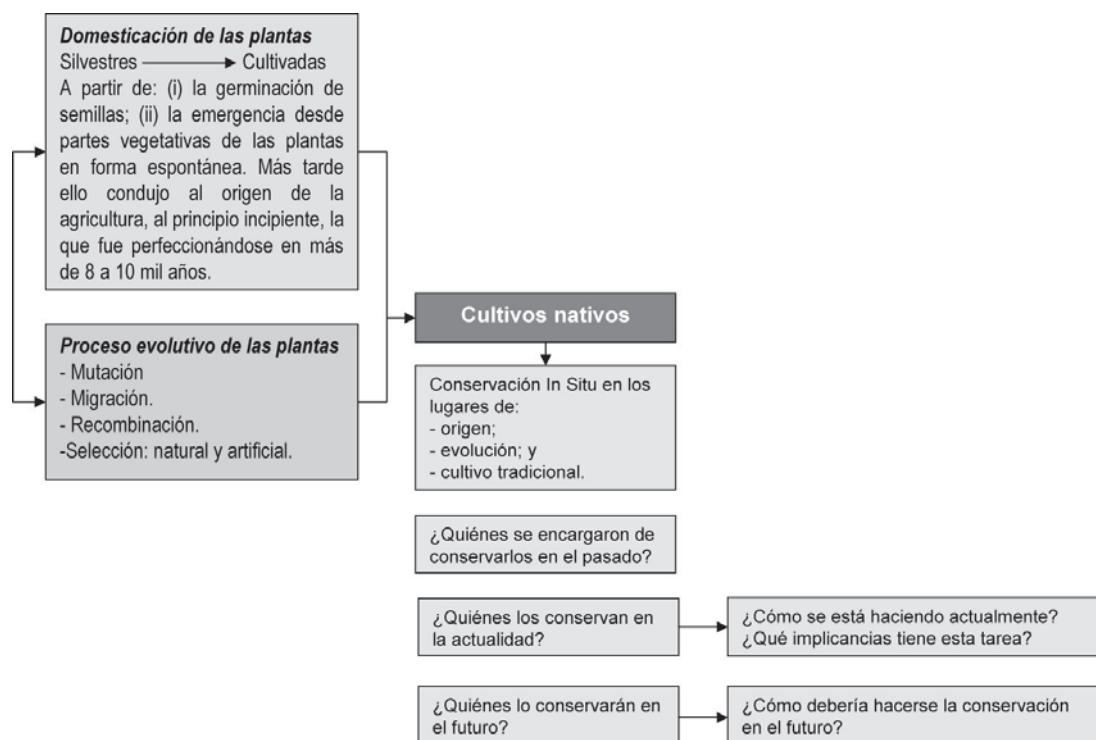 Domesticación de las plantas
Silvestres Cultivadas
A partir de: (i) la germinación de
semillas; (ii) la emergencia desde
partes vegetativas de las plantas
en forma espontánea. Más tarde
ello condujo al origen de la
agricultura, al principio incipiente, la
que fue perfeccionándose en más
de 8 a 10 mil años.
Proceso evolutivo de las plantas
- Mutación
- Migración.
- Recombinación.
-Selección: natural y artificial.
Cultivos nativos
Conservación In Situ en los
lugares de:
- origen;
- evolución; y
- cultivo tradicional.
¿Quiénes se encargaron de
conservarlos en el pasado?
¿Quiénes los conservan en
la actualidad?
¿Cómo se está haciendo actualmente?
¿Qué implicancias tiene esta tarea?
¿Quiénes lo conservarán en
el futuro?
¿Cómo debería hacerse la conservación
en el futuro?